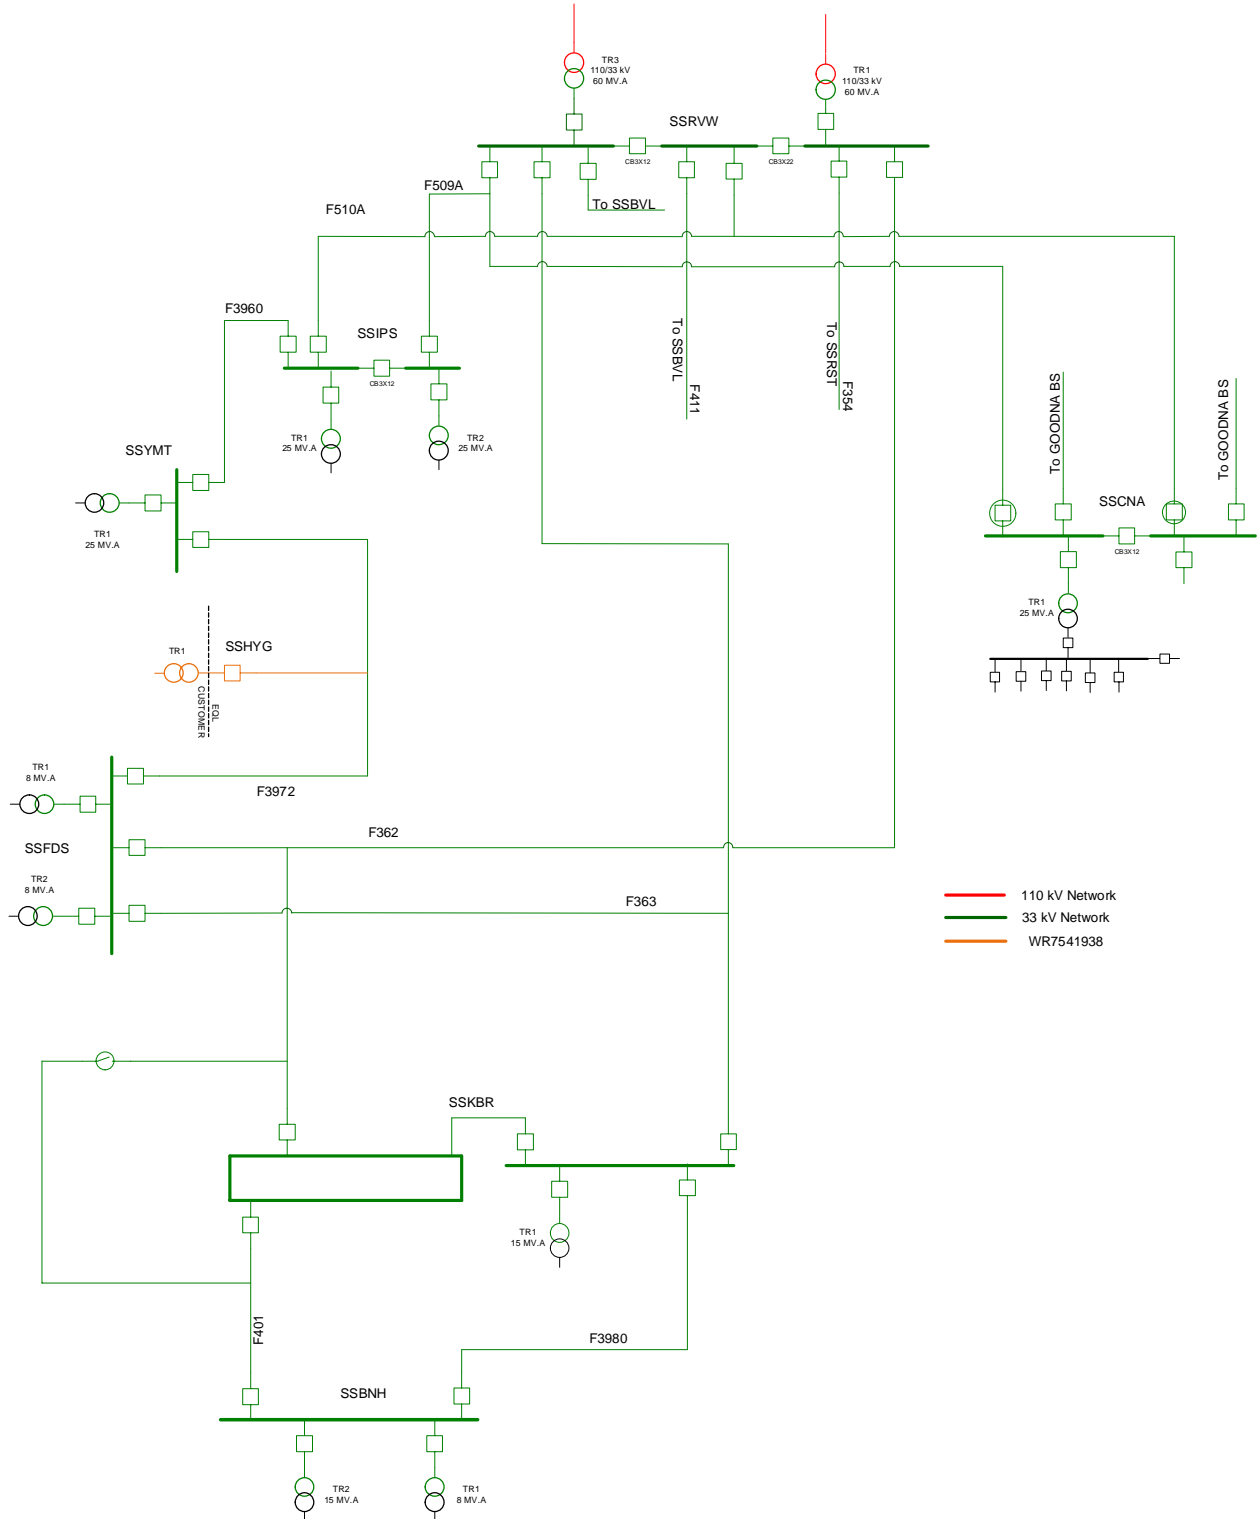 TR3
110/33 kV
60 MV.A
TR1
110/33 kV
60 MV.A
SSRVW
CB3X12
CB3X22
F509A
To SSBVL
F510A
F3960
SSIPS
CB3X12
To SSBVL
F411
To SSRST
F354
To GOODNA BS
To GOODNA BS
TR1
25 MV.A
TR2
25 MV.A
SSYMT
TR1
25 MV.A
SSCNA
CB3X12
TR1
25 MV.A
SSHYG
TR1
EQL
CUSTOMER
TR1
8 MV.A
F3972
F362
SSFDS
TR2
8 MV.A
F363
110 kV Network
33 kV Network
WR7541938
SSKBR
TR1
15 MV.A
F401
F3980
SSBNH
TR2
15 MV.A
TR1
8 MV.A